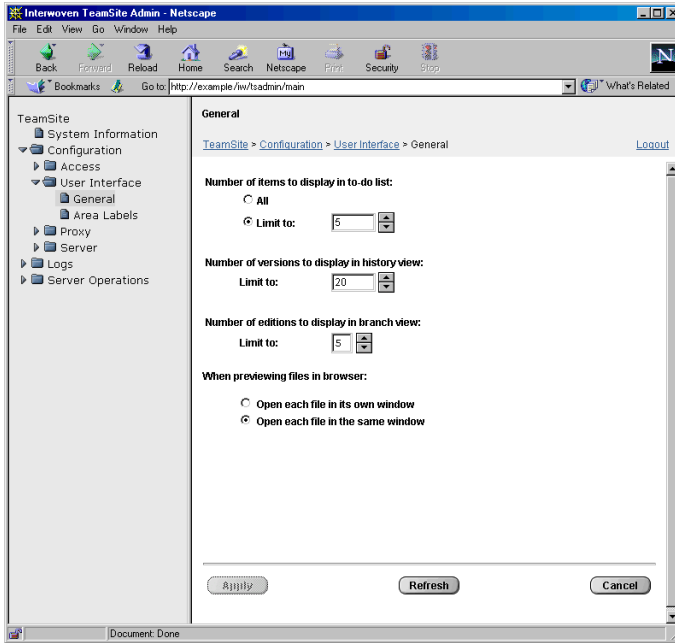 Interwoven TeamSite Admin - Netscape
File Edit View Go Window Help
Back Forward Reload Home Search Netscape Print Security Stop
My
N
Bookmarks Go to: http://example/iw/tsadmin/main What's Related
TeamSite
System Information
Configuration
Access
User Interface
General
Area Labels
Proxy
Server
Logs
Server Operations
General
TeamSite > Configuration > User Interface > General Logout
Number of items to display in to-do list:
All
Limit to: 5
Number of versions to display in history view:
Limit to: 20
Number of editions to display in branch view:
Limit to: 5
When previewing files in browser:
Open each file in its own window
Open each file in the same window
Apply Refresh Cancel
Document: Done